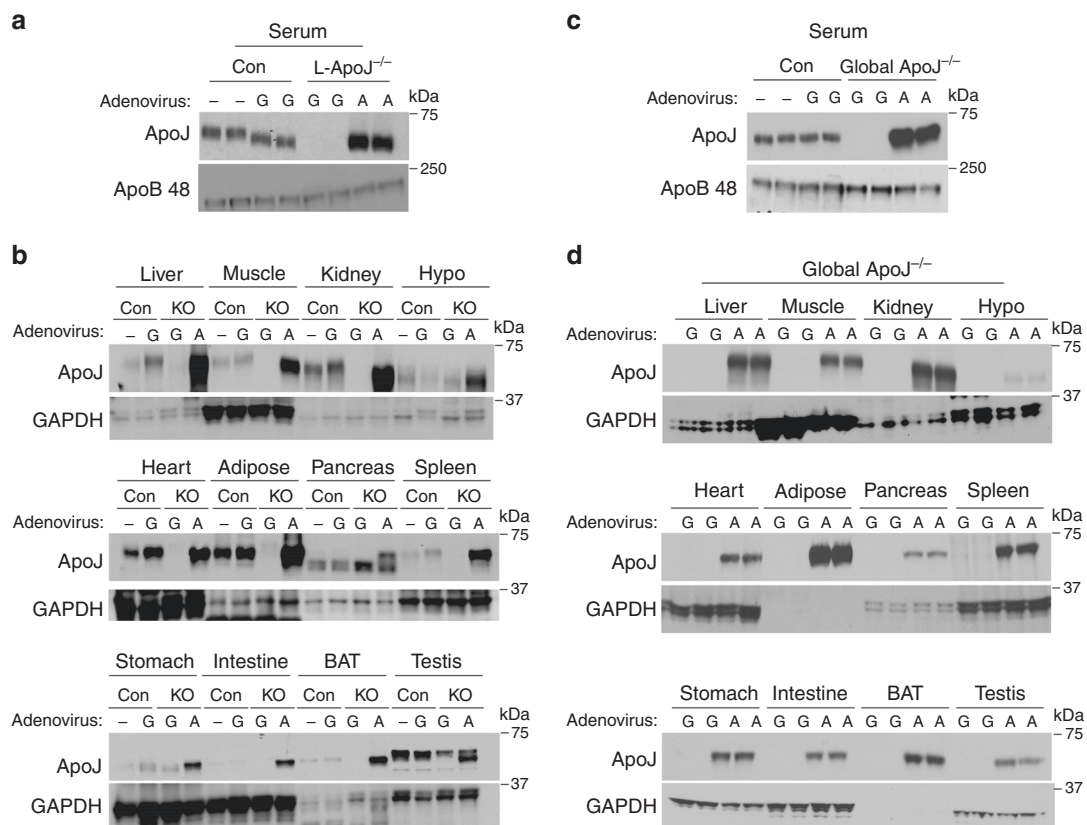 a
Serum
Con L-ApoJ–/–
Adenovirus: – – G G G G A A kDa
ApoJ –75
ApoB 48 –250
b
Liver Muscle Kidney Hypo
Con KO Con KO Con KO Con KO
Adenovirus: – G G A – G G A – G G A – G G A kDa
ApoJ –75
GAPDH –37
Heart Adipose Pancreas Spleen
Con KO Con KO Con KO Con KO
Adenovirus: – G G A – G G A – G G A – G G A kDa
ApoJ –75
GAPDH –37
Stomach Intestine BAT Testis
Con KO Con KO Con KO Con KO
Adenovirus: – G G A – G G A – G G A – G G A kDa
ApoJ –75
GAPDH –37
c
Serum
Con Global ApoJ–/–
Adenovirus: – – G G G G A A kDa
ApoJ –75
ApoB 48 –250
d
Global ApoJ–/–
Liver Muscle Kidney Hypo
Adenovirus: G G A A G G A A G G A A G G A A kDa
ApoJ –75
GAPDH –37
Heart Adipose Pancreas Spleen
Adenovirus: G G A A G G A A G G A A G G A A kDa
ApoJ –75
GAPDH –37
Stomach Intestine BAT Testis
Adenovirus: G G A A G G A A G G A A G G A A kDa
ApoJ –75
GAPDH –37